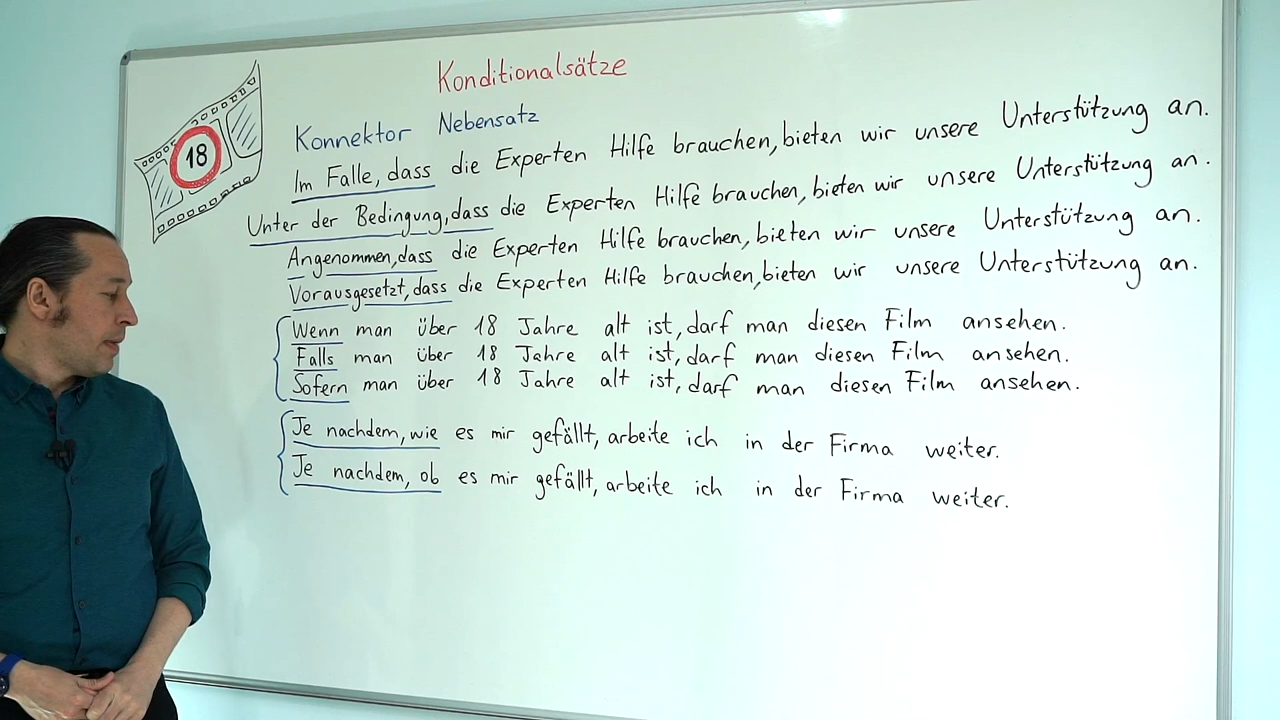 Konditionalsätze
18
Konnektor Nebensatz
Im Falle, dass die Experten Hilfe brauchen, bieten wir unsere Unterstützung an.
Unter der Bedingung, dass die Experten Hilfe brauchen, bieten wir unsere Unterstützung an.
Angenommen, dass die Experten Hilfe brauchen, bieten wir unsere Unterstützung an.
Vorausgesetzt, dass die Experten Hilfe brauchen, bieten wir unsere Unterstützung an.
Wenn man über 18 Jahre alt ist, darf man diesen Film ansehen.
Falls man über 18 Jahre alt ist, darf man diesen Film ansehen.
Sofern man über 18 Jahre alt ist, darf man diesen Film ansehen.
Je nachdem, wie es mir gefällt, arbeite ich in der Firma weiter.
Je nachdem, ob es mir gefällt, arbeite ich in der Firma weiter.